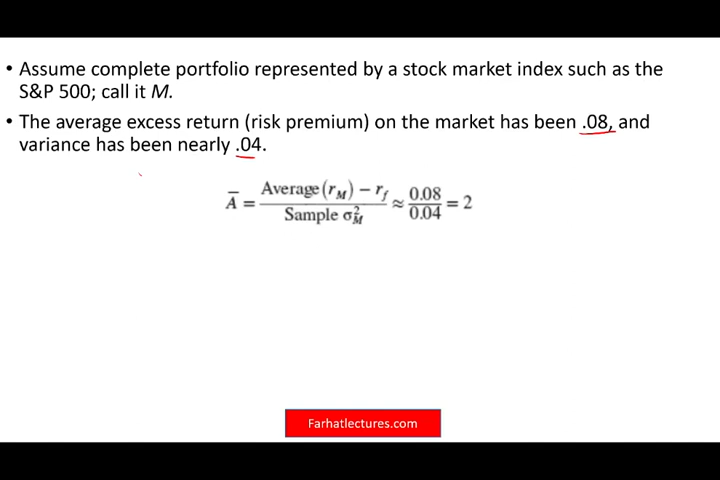 • Assume complete portfolio represented by a stock market index such as the
S&P 500; call it M.
• The average excess return (risk premium) on the market has been .08, and
variance has been nearly .04.
A̅ = (Average(r_M) − r_f) / (Sample σ²_M) ≈ 0.08/0.04 = 2
Farhatlectures.com